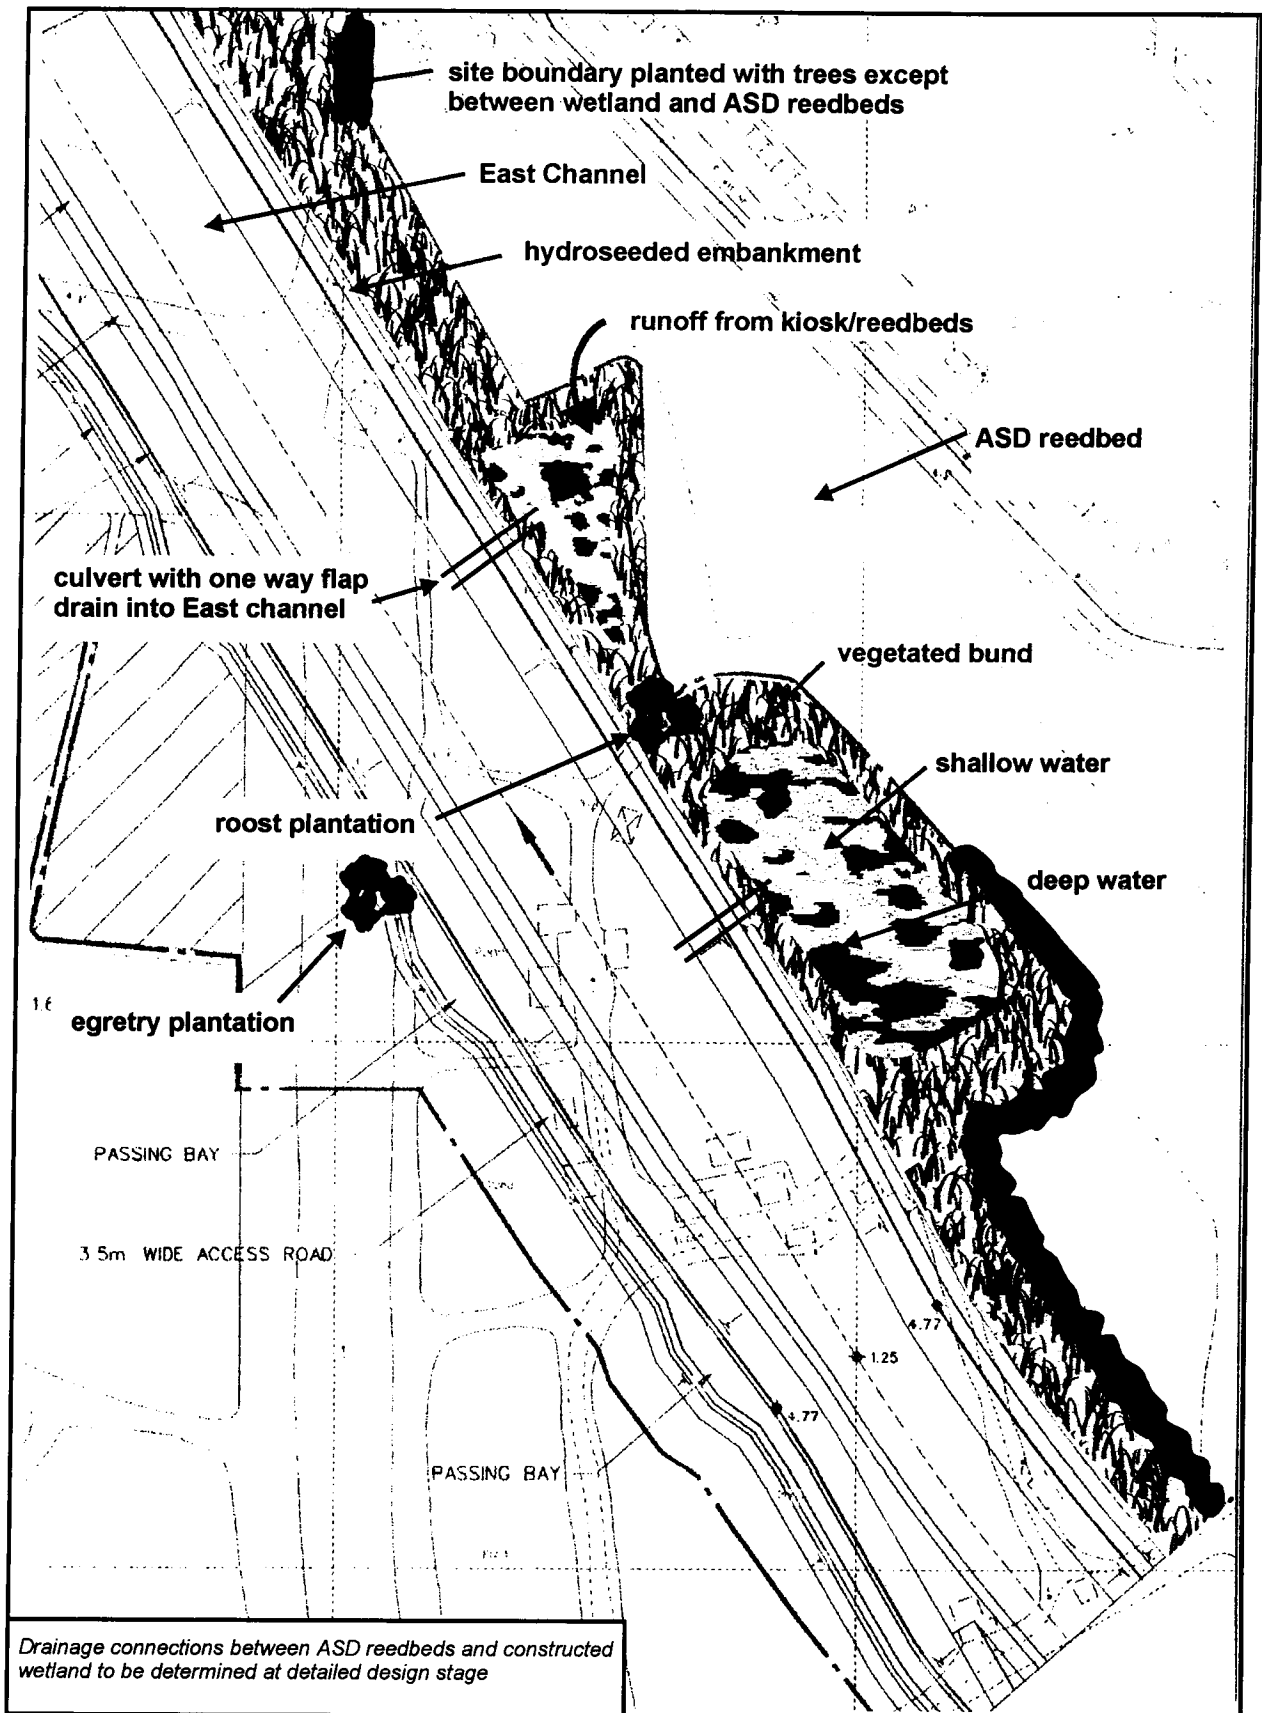 site boundary planted with trees except
between wetland and ASD reedbeds
East Channel
hydroseeded embankment
runoff from kiosk/reedbeds
ASD reedbed
culvert with one way flap
drain into East channel
vegetated bund
shallow water
roost plantation
deep water
egretry plantation
PASSING BAY
3.5m WIDE ACCESS ROAD
4.77
1.25
4.77
PASSING BAY
Drainage connections between ASD reedbeds and constructed
wetland to be determined at detailed design stage